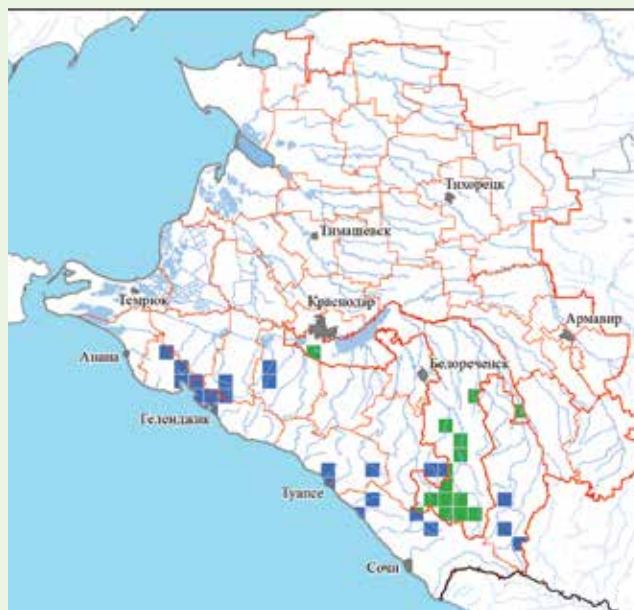 Тихорецк
Тимашевск
Темрюк
Краснодар
Армавир
Анапа
Белореченск
Геленджик
Туапсе
Сочи